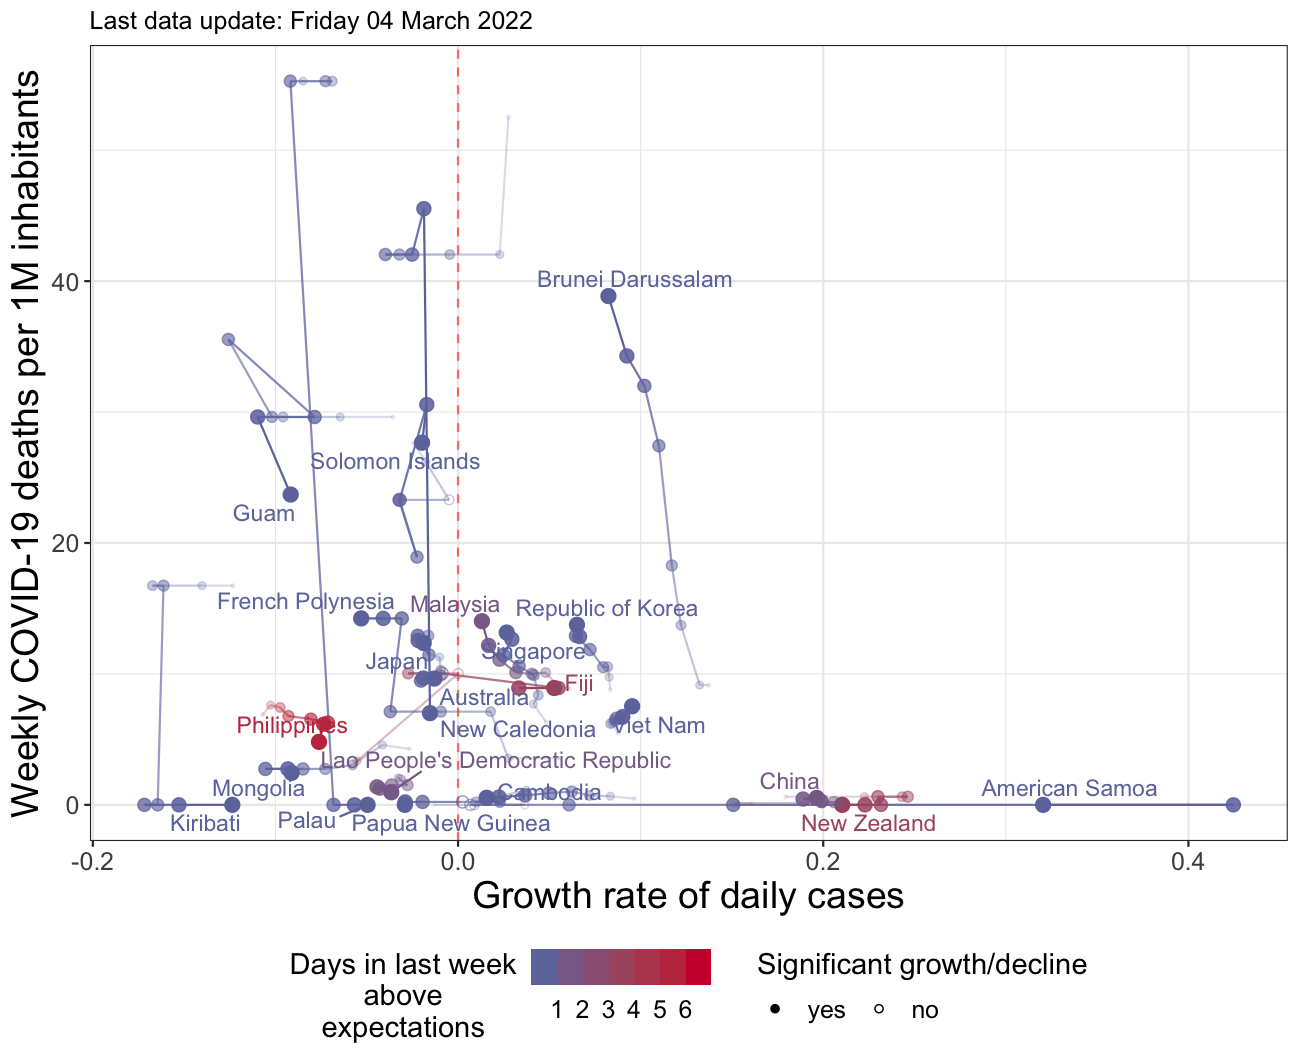 Last data update: Friday 04 March 2022
Weekly COVID-19 deaths per 1M inhabitants
40
20
0
Brunei Darussalam
Solomon Islands
Guam
French Polynesia
Malaysia
Republic of Korea
Singapore
Japan
Fiji
Australia
Philippines
New Caledonia
Viet Nam
Lao People's Democratic Republic
Mongolia
Cambodia
China
American Samoa
Kiribati
Palau
Papua New Guinea
New Zealand
-0.2
0.0
0.2
0.4
Growth rate of daily cases
Days in last week
above
expectations
1 2 3 4 5 6
Significant growth/decline
yes
no